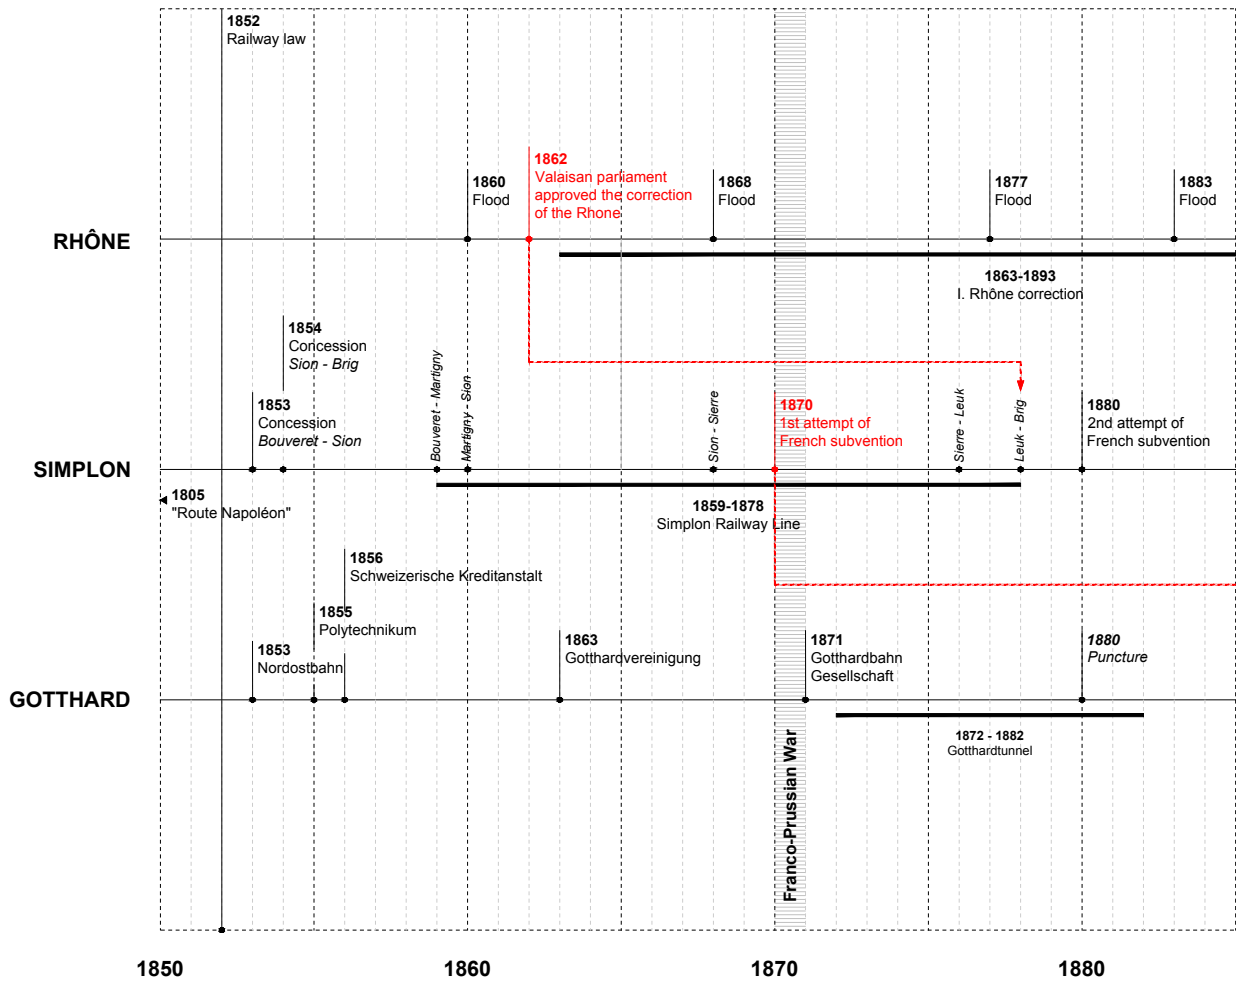 1852
Railway law
1862
Valaisan parliament
approved the correction
of the Rhone
1860
Flood
1868
Flood
1877
Flood
1883
Flood
RHÔNE
1863-1893
I. Rhône correction
1854
Concession
Sion - Brig
1853
Concession
Bouveret - Sion
Bouveret - Martigny
Martigny - Sion
Sion - Sierre
1870
1st attempt of
French subvention
Sierre - Leuk
Leuk - Brig
1880
2nd attempt of
French subvention
SIMPLON
1805
"Route Napoléon"
1859-1878
Simplon Railway Line
1856
Schweizerische Kreditanstalt
1855
Polytechnikum
1853
Nordostbahn
1863
Gotthardvereinigung
1871
Gotthardbahn
Gesellschaft
1880
Puncture
GOTTHARD
1872 - 1882
Gotthardtunnel
Franco-Prussian War
1850
1860
1870
1880